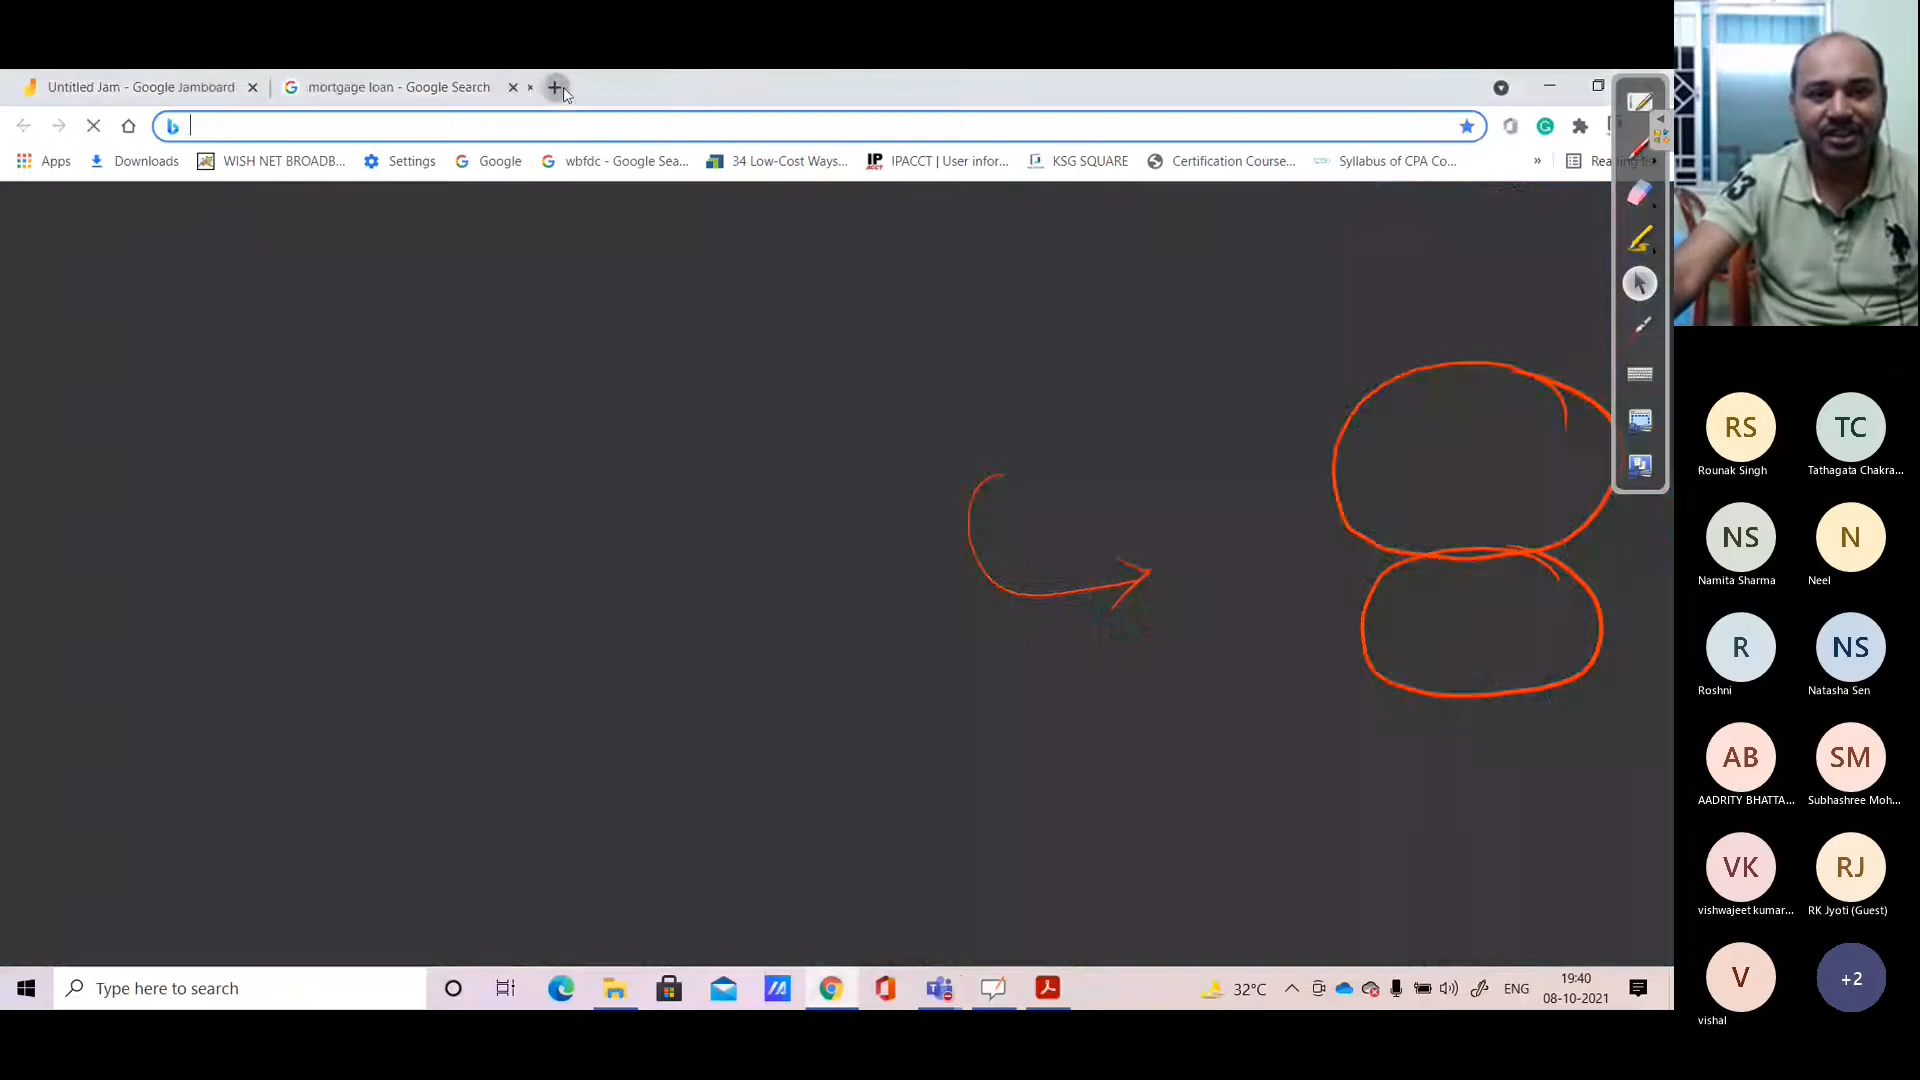 Untitled Jam - Google Jamboard
mortgage loan - Google Search
Apps
Downloads
WISH NET BROADB...
Settings
Google
wbfdc - Google Sea...
34 Low-Cost Ways...
IP ACCT
IPACCT | User infor...
KSG SQUARE
Certification Course...
Syllabus of CPA Co...
»
RS
Rounak Singh
TC
Tathagata Chakra...
NS
Namita Sharma
N
Neel
R
Roshni
NS
Natasha Sen
AB
AADRITY BHATTA...
SM
Subhashree Moh...
VK
vishwajeet kumar...
RJ
RK Jyoti (Guest)
V
vishal
+2
Type here to search
32°C
ENG
19:40
08-10-2021